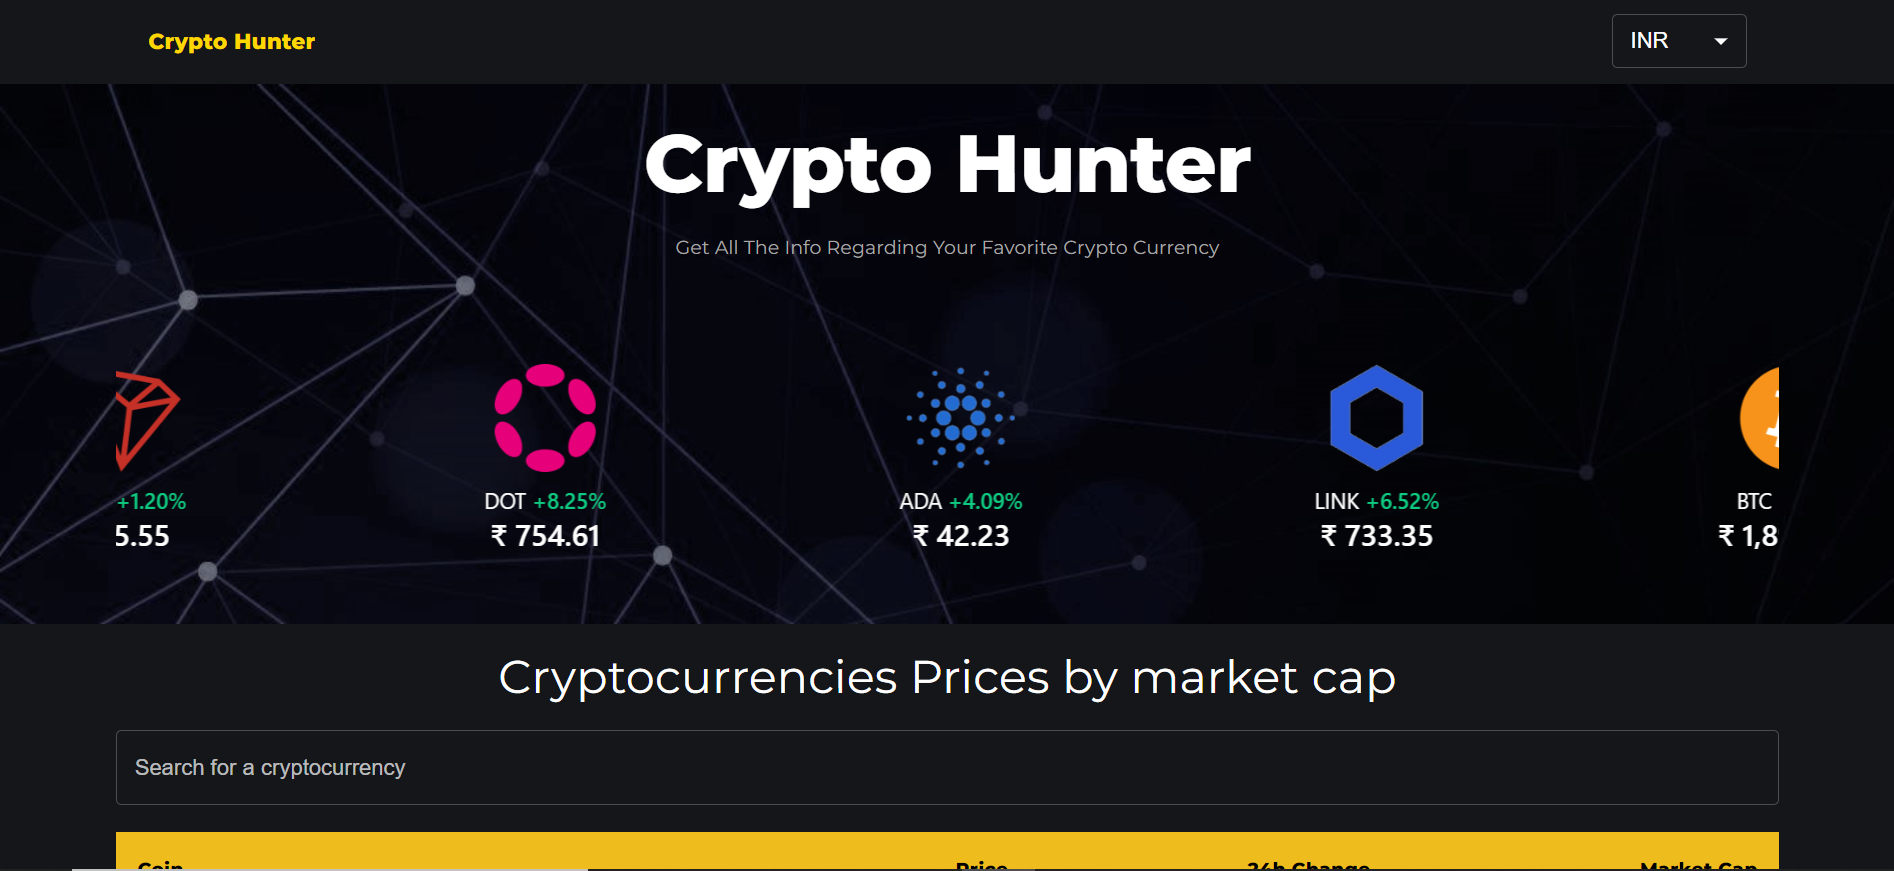 Crypto Hunter
INR
Crypto Hunter
Get All The Info Regarding Your Favorite Crypto Currency
+1.20%
5.55
DOT +8.25%
₹ 754.61
ADA +4.09%
₹ 42.23
LINK +6.52%
₹ 733.35
BTC
₹ 1,8
Cryptocurrencies Prices by market cap
Search for a cryptocurrency
Coin Price 24h Change Market Cap